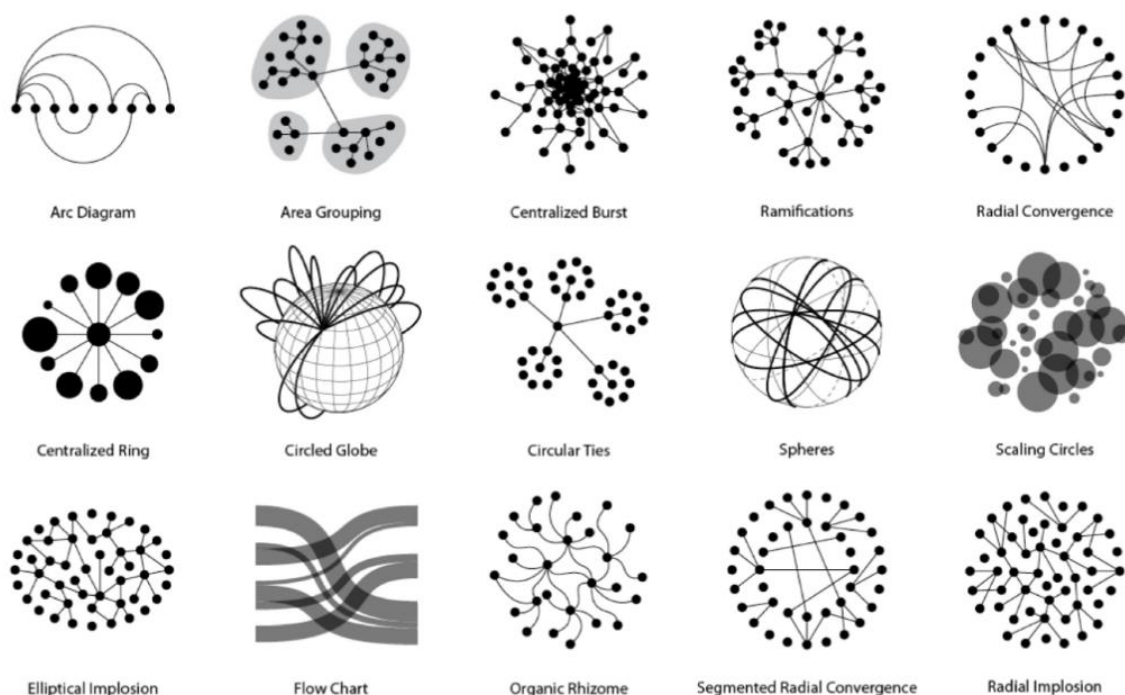 Arc Diagram
Area Grouping
Centralized Burst
Ramifications
Radial Convergence
Centralized Ring
Circled Globe
Circular Ties
Spheres
Scaling Circles
Elliptical Implosion
Flow Chart
Organic Rhizome
Segmented Radial Convergence
Radial Implosion